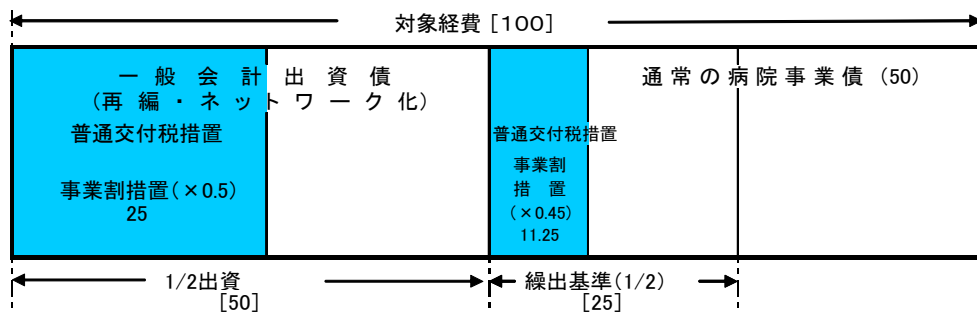 対象経費[100]
一般会計出資債
(再編・ネットワーク化)
普通交付税措置
事業割措置(×0.5)
25
通常の病院事業債(50)
普通交付税措置
事業割
措置
(×0.45)
11.25
1/2出資
[50]
繰出基準(1/2)
[25]